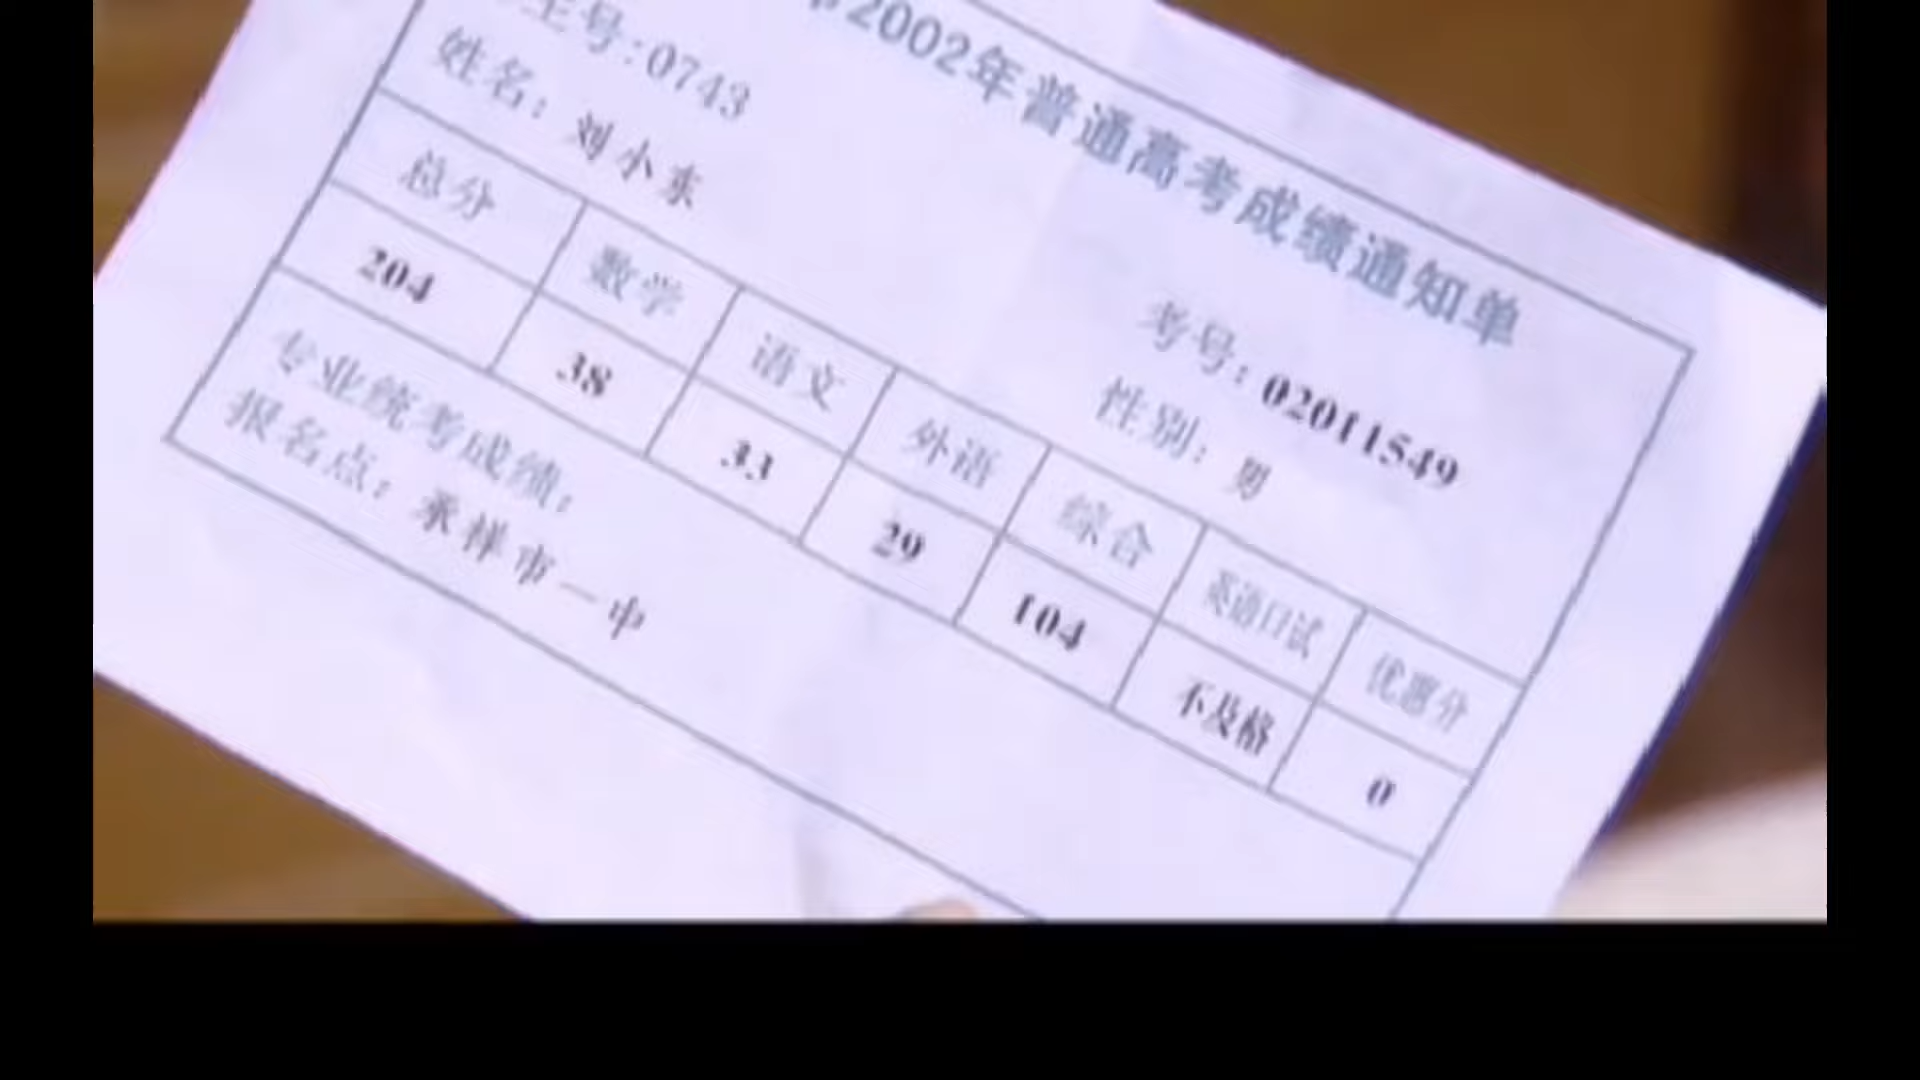 2002年普通高考成绩通知单
号:0743
考号: 02011549
姓名: 刘小东
性别: 男
总分 数学 语文 外语 综合 英语口试 优惠分
204 38 33 29 104 不及格 0
专业统考成绩:
报名点: 承祥市一中